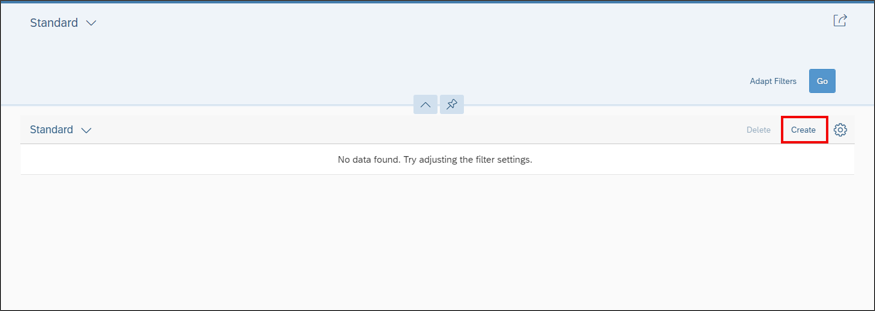 Standard
Adapt Filters Go
Standard Delete Create
No data found. Try adjusting the filter settings.